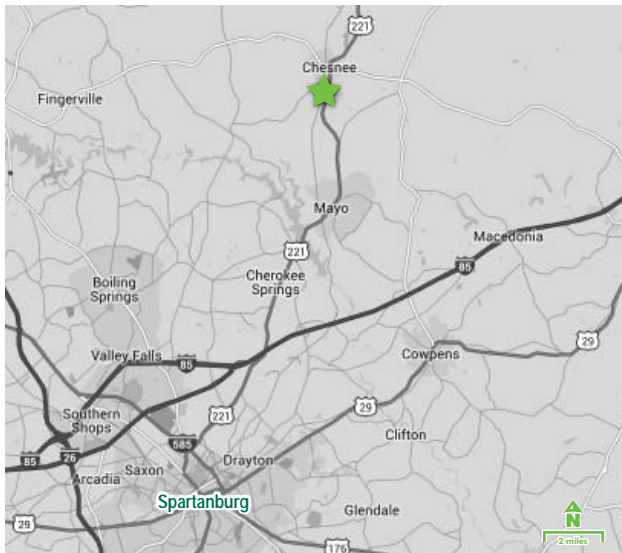 221
Chesnee
Fingerville
Mayo
Macedonia
221
85
Cherokee
Springs
Boiling
Springs
29
Valley Falls
85
Cowpens
29
221
Southern
Shops
585
Clifton
85
26
Saxon
Drayton
Arcadia
Spartanburg
Glendale
29
N
2 miles
176